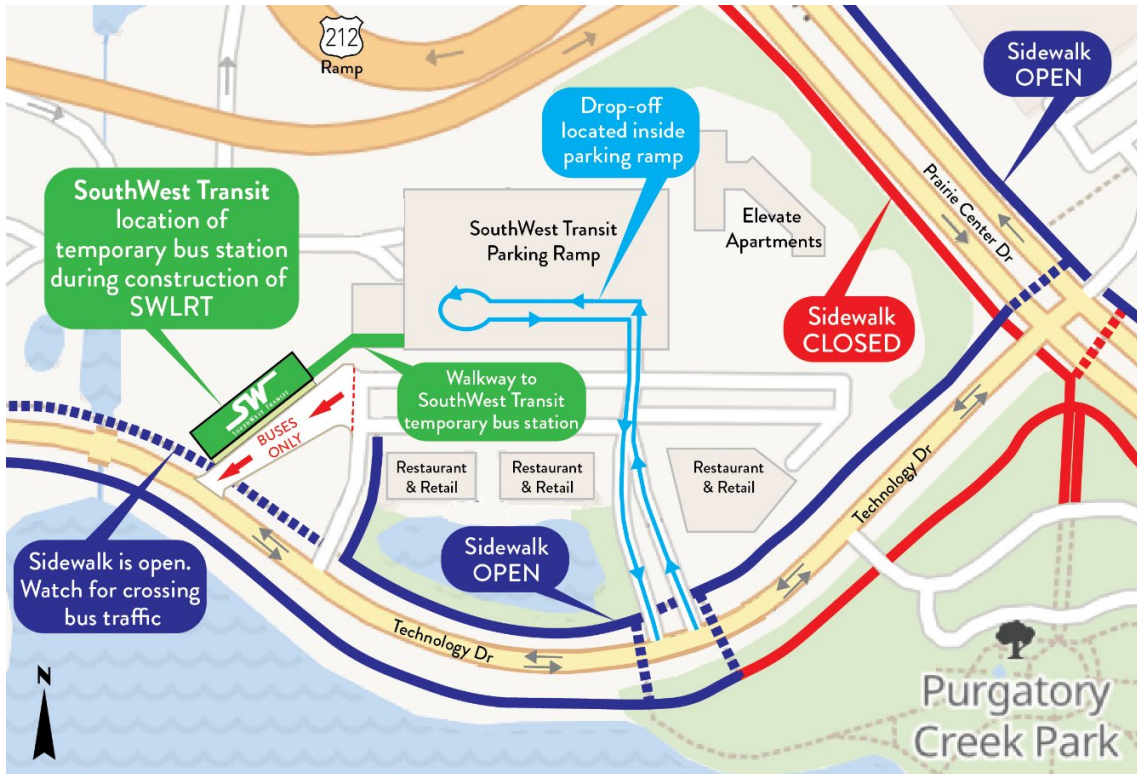 212
Ramp
Sidewalk
OPEN
Drop-off
located inside
parking ramp
SouthWest Transit
location of
temporary bus station
during construction of
SWLRT
SouthWest Transit
Parking Ramp
Elevate
Apartments
Prairie Center Dr
Sidewalk
CLOSED
SW
SOUTHWEST TRANSIT
BUSES
ONLY
Walkway to
SouthWest Transit
temporary bus station
Restaurant
& Retail
Restaurant
& Retail
Restaurant
& Retail
Technology Dr
Sidewalk is open.
Watch for crossing
bus traffic
Sidewalk
OPEN
Technology Dr
N
Purgatory
Creek Park